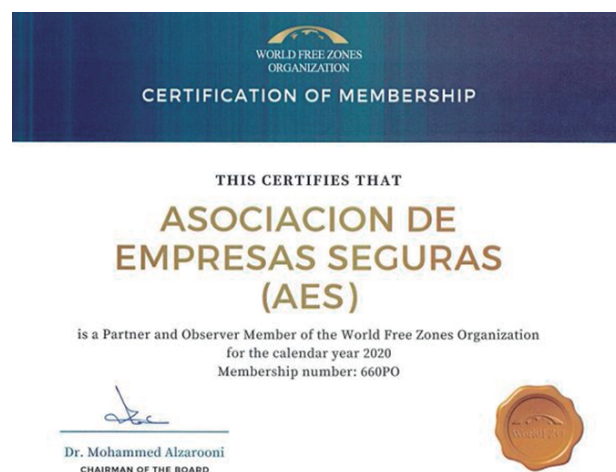 WORLD FREE ZONES
ORGANIZATION
CERTIFICATION OF MEMBERSHIP
THIS CERTIFIES THAT
ASOCIACION DE
EMPRESAS SEGURAS
(AES)
is a Partner and Observer Member of the World Free Zones Organization
for the calendar year 2020
Membership number: 660PO
Dr. Mohammed Alzarooni
CHAIRMAN OF THE BOARD